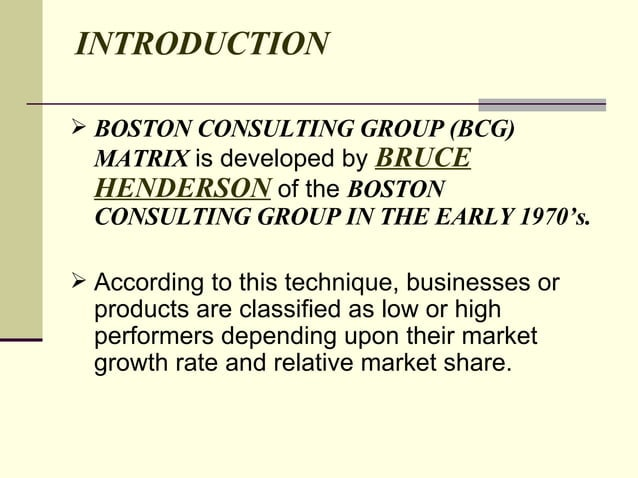 INTRODUCTION
➢ BOSTON CONSULTING GROUP (BCG)
MATRIX is developed by BRUCE
HENDERSON of the BOSTON
CONSULTING GROUP IN THE EARLY 1970’s.
➢ According to this technique, businesses or
products are classified as low or high
performers depending upon their market
growth rate and relative market share.